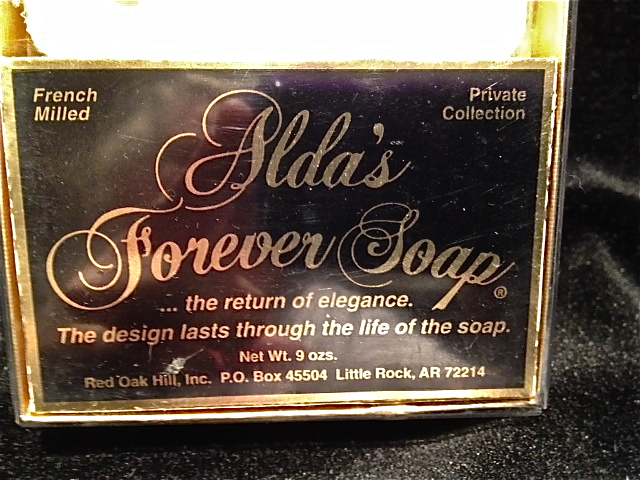 French Private
Milled Collection
Alda's
Forever Soap®
... the return of elegance.
The design lasts through the life of the soap.
Net Wt. 9 ozs.
Red Oak Hill, Inc. P.O. Box 45504 Little Rock, AR 72214